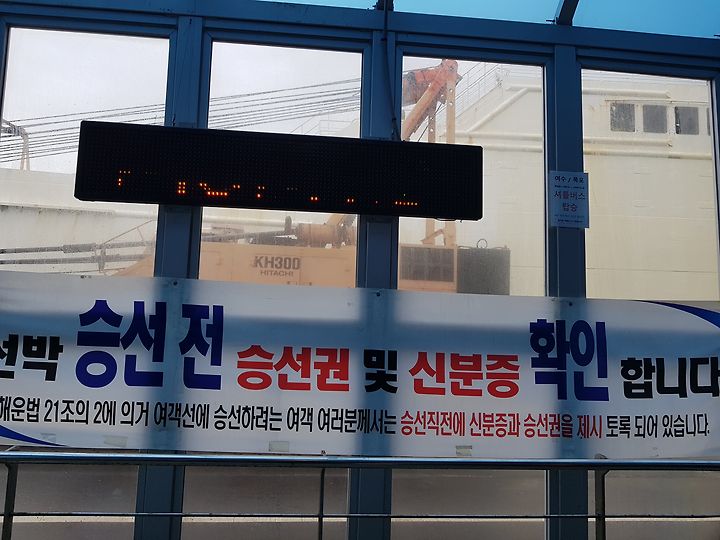 여수 / 목포
셔틀버스
탑승
KH300
HITACHI
선박 승선 전 승선권 및 신분증 확인 합니다
해운법 21조의 2에 의거 여객선에 승선하려는 여객 여러분께서는 승선직전에 신분증과 승선권을 제시 토록 되어 있습니다.